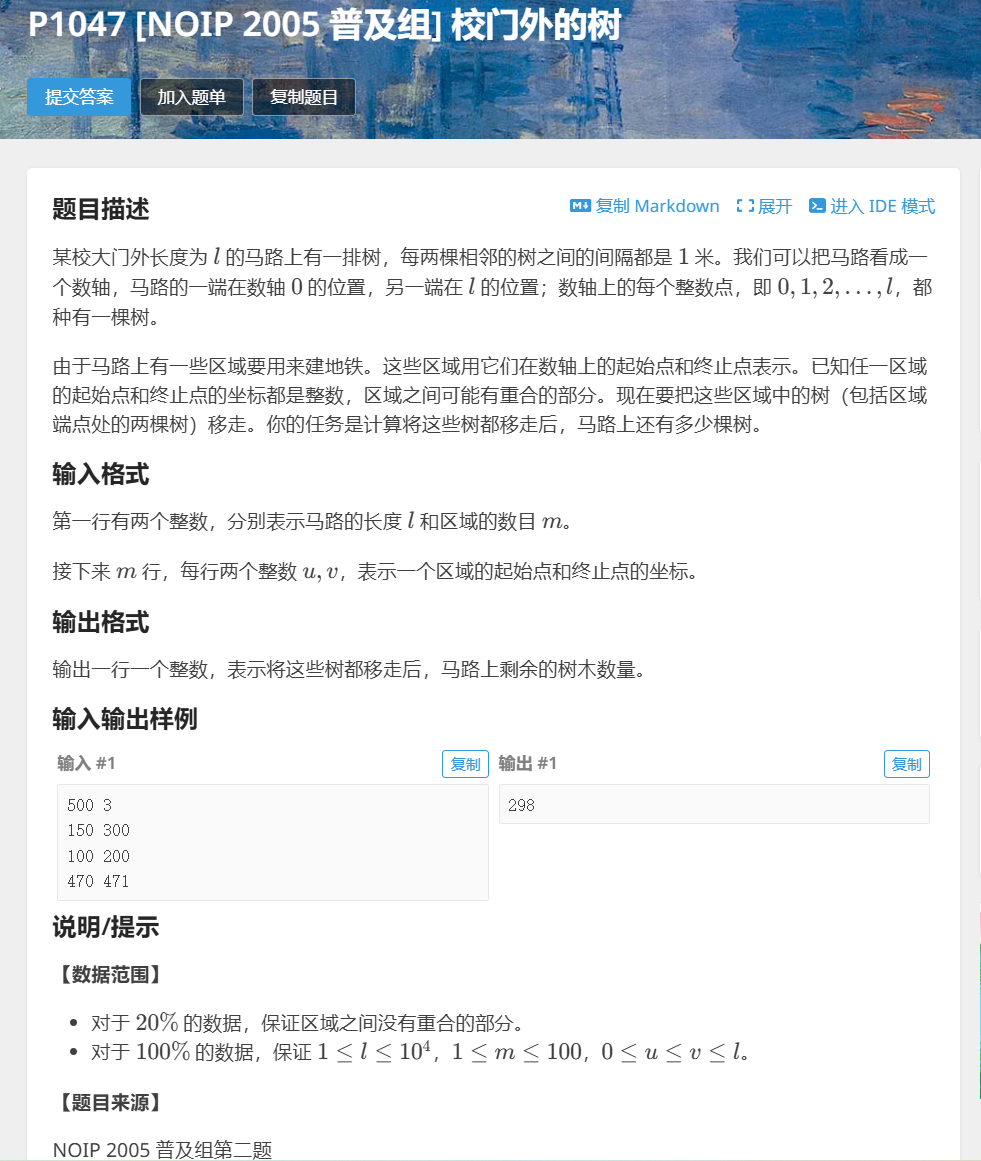 P1047 [NOIP 2005 普及组] 校门外的树
提交答案 加入题单 复制题目
题目描述 复制 Markdown 展开 进入 IDE 模式
某校大门外长度为 l 的马路上有一排树，每两棵相邻的树之间的间隔都是 1 米。我们可以把马路看成一
个数轴，马路的一端在数轴 0 的位置，另一端在 l 的位置；数轴上的每个整数点，即 0, 1, 2, . . . , l，都
种有一棵树。
由于马路上有一些区域要用来建地铁。这些区域用它们在数轴上的起始点和终止点表示。已知任一区域
的起始点和终止点的坐标都是整数，区域之间可能有重合的部分。现在要把这些区域中的树（包括区域
端点处的两棵树）移走。你的任务是计算将这些树都移走后，马路上还有多少棵树。
输入格式
第一行有两个整数，分别表示马路的长度 l 和区域的数目 m。
接下来 m 行，每行两个整数 u, v，表示一个区域的起始点和终止点的坐标。
输出格式
输出一行一个整数，表示将这些树都移走后，马路上剩余的树木数量。
输入输出样例
输入 #1 复制 输出 #1 复制
500 3 298
150 300
100 200
470 471
说明/提示
【数据范围】
• 对于 20% 的数据，保证区域之间没有重合的部分。
• 对于 100% 的数据，保证 1 ≤ l ≤ 10⁴，1 ≤ m ≤ 100，0 ≤ u ≤ v ≤ l。
【题目来源】
NOIP 2005 普及组第二题